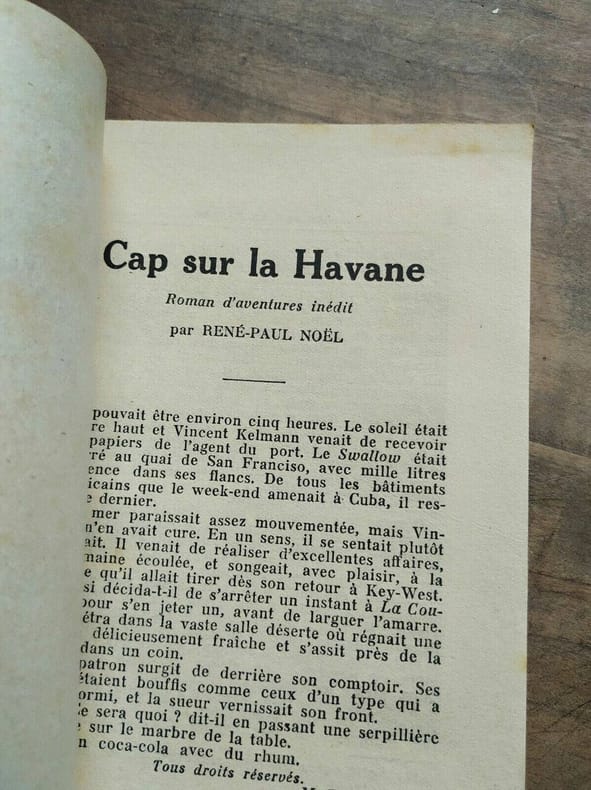 Cap sur la Havane
Roman d'aventures inédit
par RENÉ-PAUL NOËL
pouvait être environ cinq heures. Le soleil était
haut et Vincent Kelmann venait de recevoir
papiers de l'agent du port. Le Swallow était
au quai de San Franciso, avec mille litres
dans ses flancs. De tous les bâtiments
que le week-end amenait à Cuba, il res-
dernier.
mer paraissait assez mouvementée, mais Vin-
n'en avait cure. En un sens, il se sentait plutôt
Il venait de réaliser d'excellentes affaires,
écoulée, et songeait, avec plaisir, à la
qu'il allait tirer dès son retour à Key-West.
décida-t-il de s'arrêter un instant à La Cou-
pour s'en jeter un, avant de larguer l'amarre.
dans la vaste salle déserte où régnait une
délicieusement fraîche et s'assit près de la
dans un coin.
patron surgit de derrière son comptoir. Ses
étaient bouffis comme ceux d'un type qui a
et la sueur vernissait son front.
sera quoi ? dit-il en passant une serpillière
sur le marbre de la table.
coca-cola avec du rhum.
Tous droits réservés.